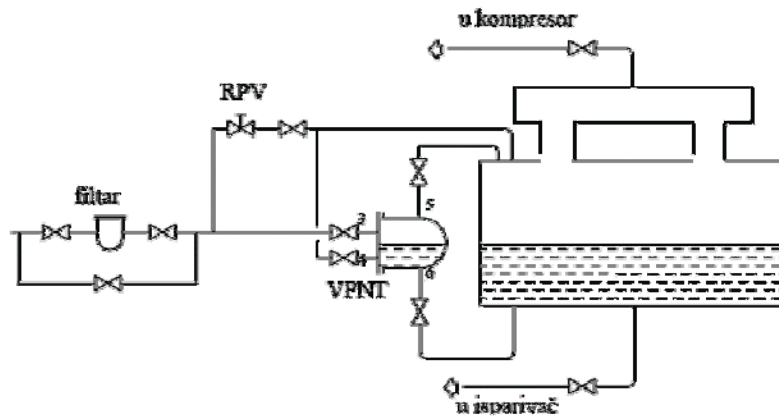 u kompresor
RPV
filtar
3
5
4
6
VPNT
u isparivač